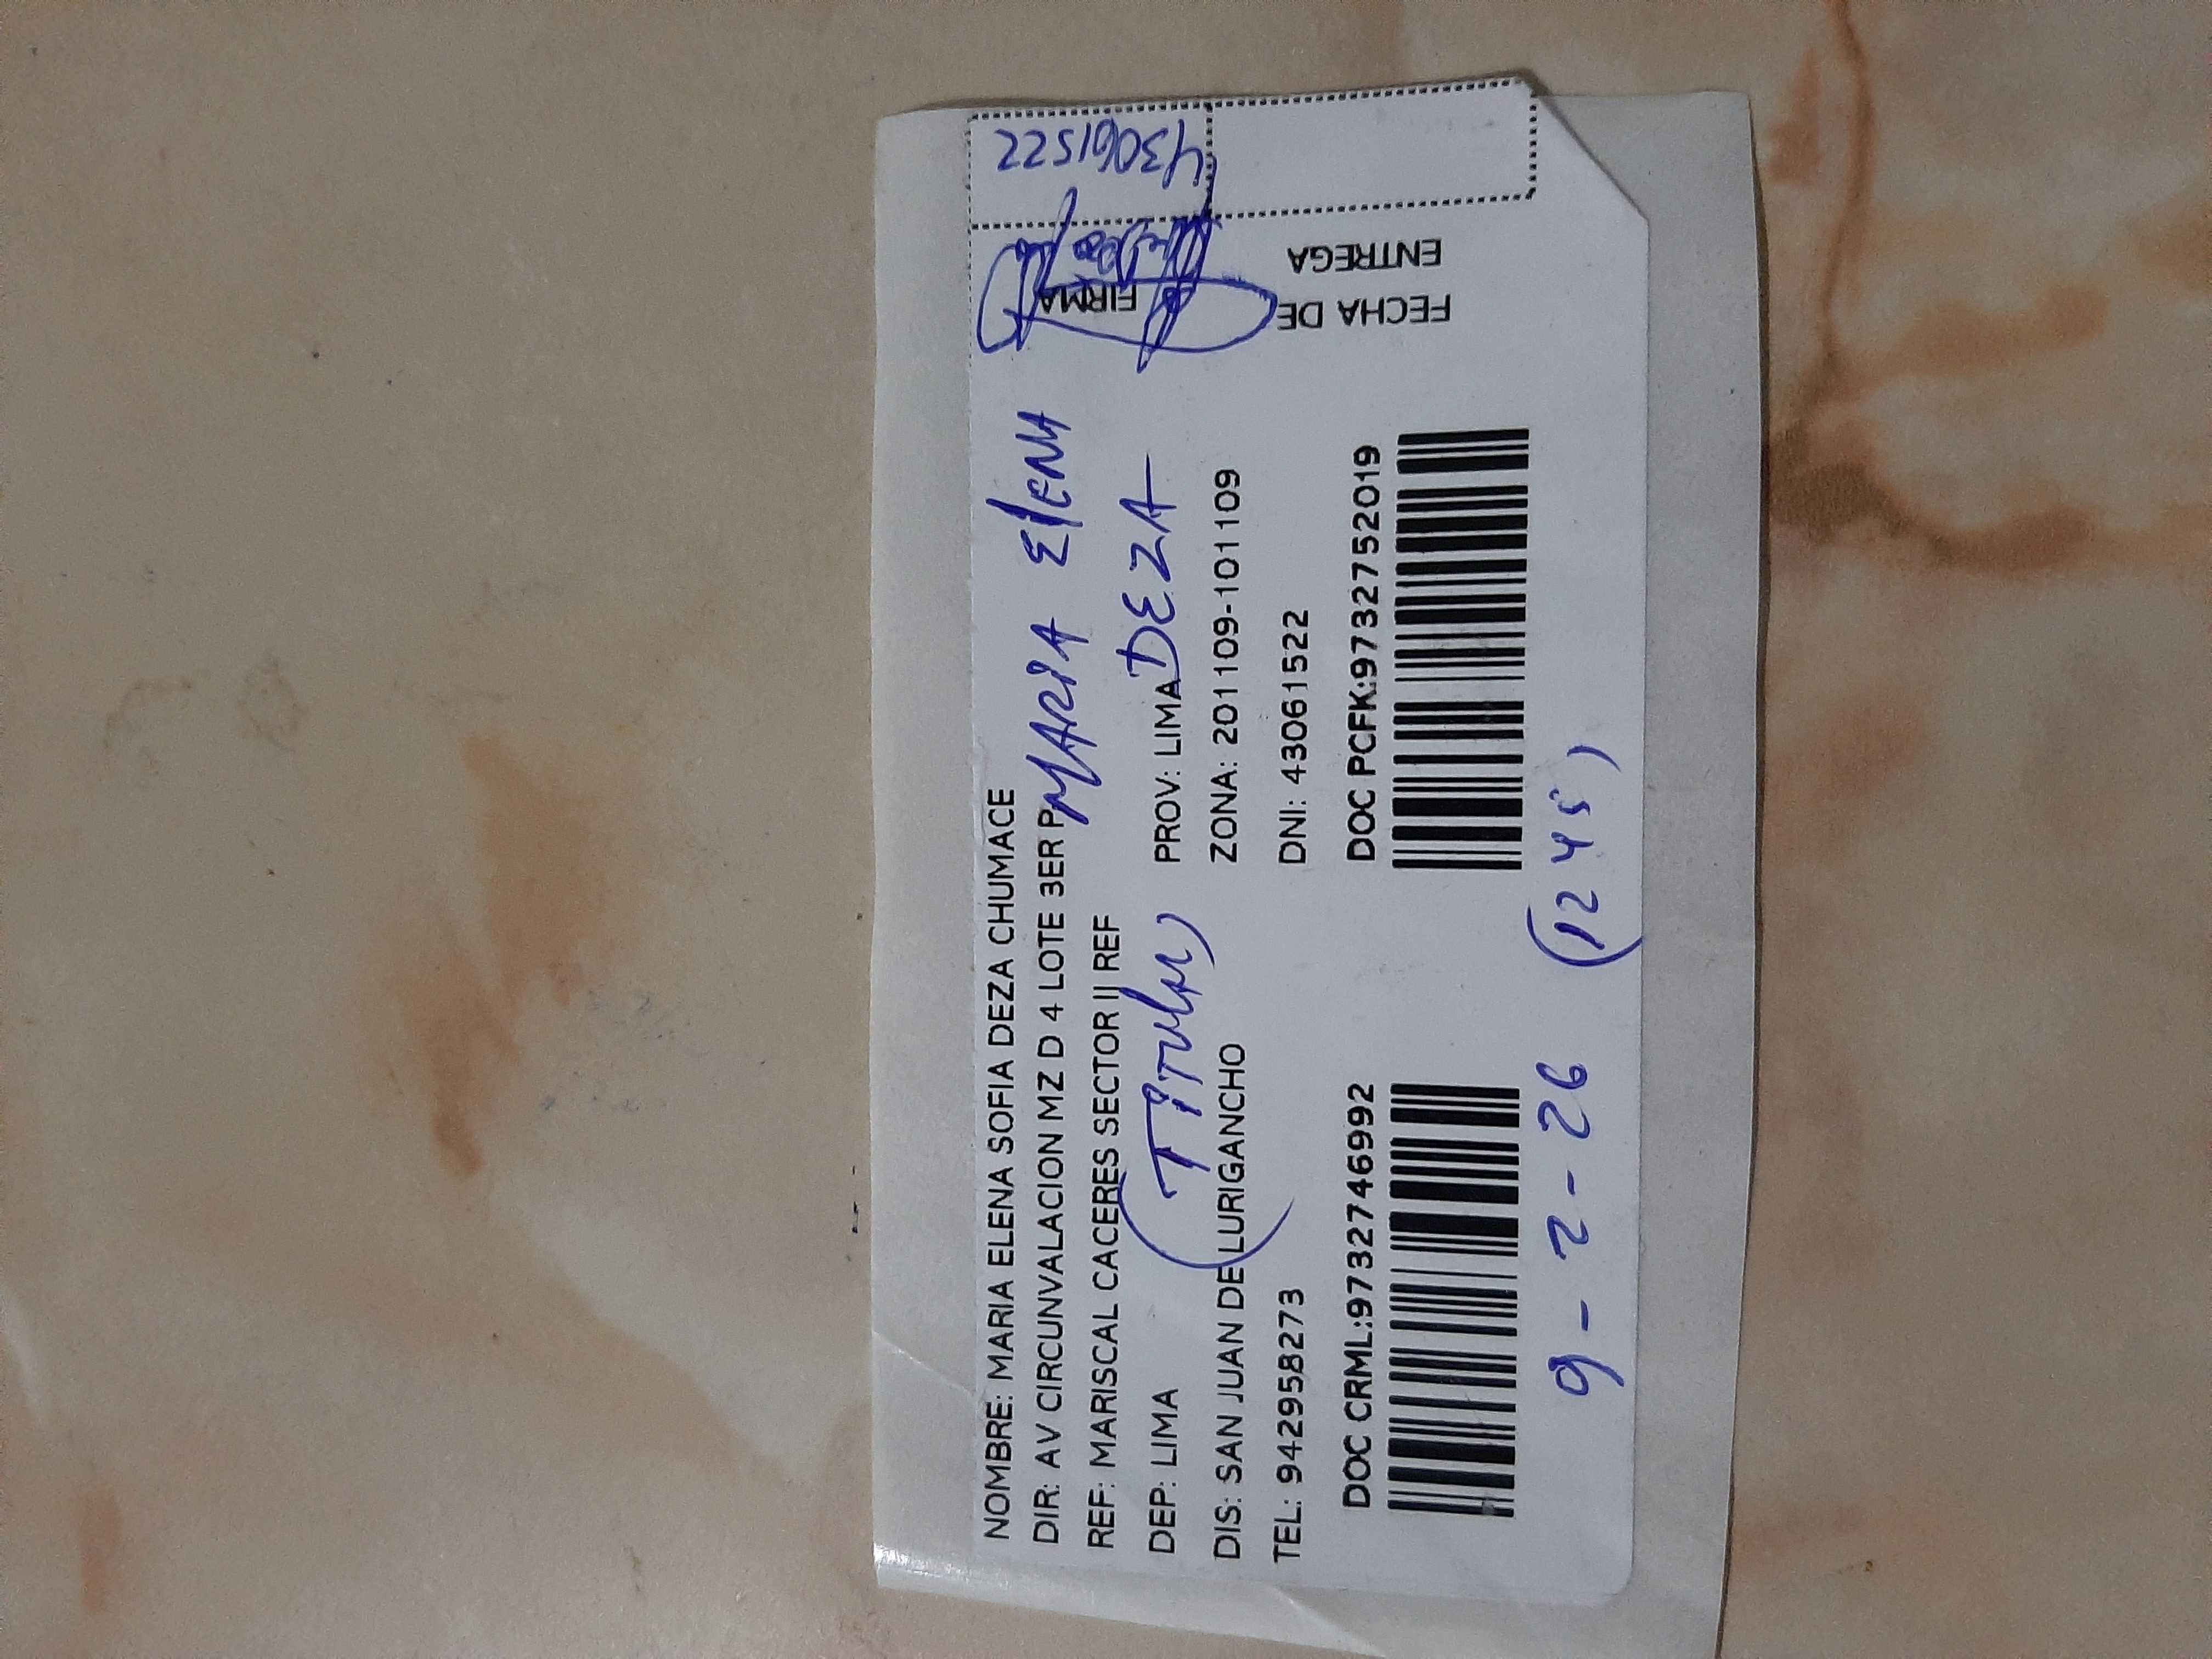 NOMBRE: MARIA ELENA SOFIA DEZA CHUMACE
DIR: AV CIRCUNVALACION MZ D 4 LOTE 3ER P
MARIA ElENA
REF: MARISCAL CACERES SECTOR II REF
DEP: LIMA PROV: LIMA
DEZA
(TiTulAR)
DIS: SAN JUAN DE LURIGANCHO ZONA: 201109-101109
TEL: 942958273 DNI: 43061522
DOC CRML:9732746992 DOC PCFK:9732752019
9-2-26 (12 45)
FIRMA
43061522
FECHA DE
ENTREGA